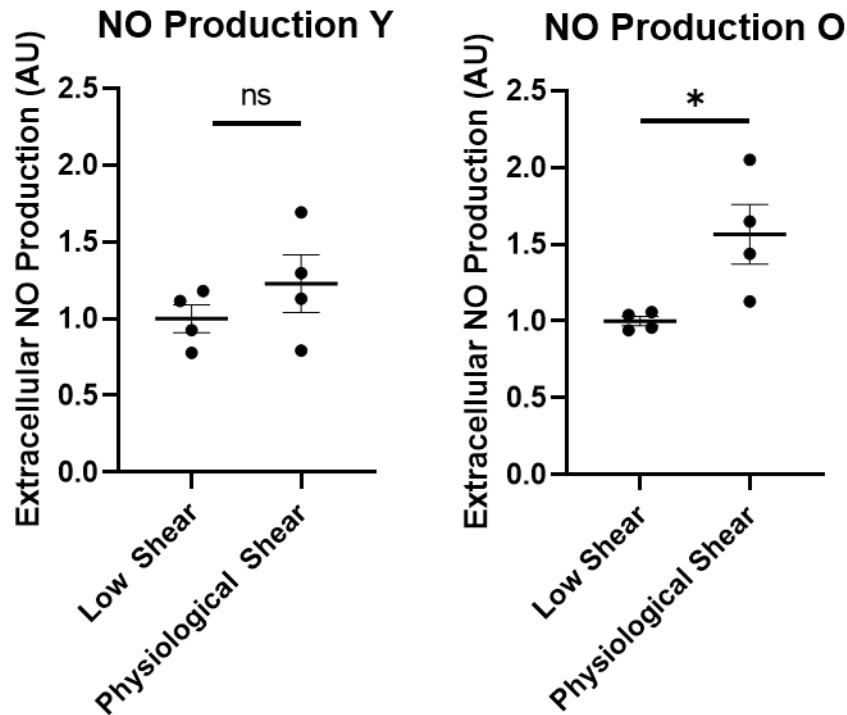 NO Production Y
Extracellular NO Production (AU)
2.5
2.0
1.5
1.0
0.5
0.0
ns
Low Shear
Physiological Shear
NO Production O
Extracellular NO Production (AU)
2.5
2.0
1.5
1.0
0.5
0.0
*
Low Shear
Physiological Shear